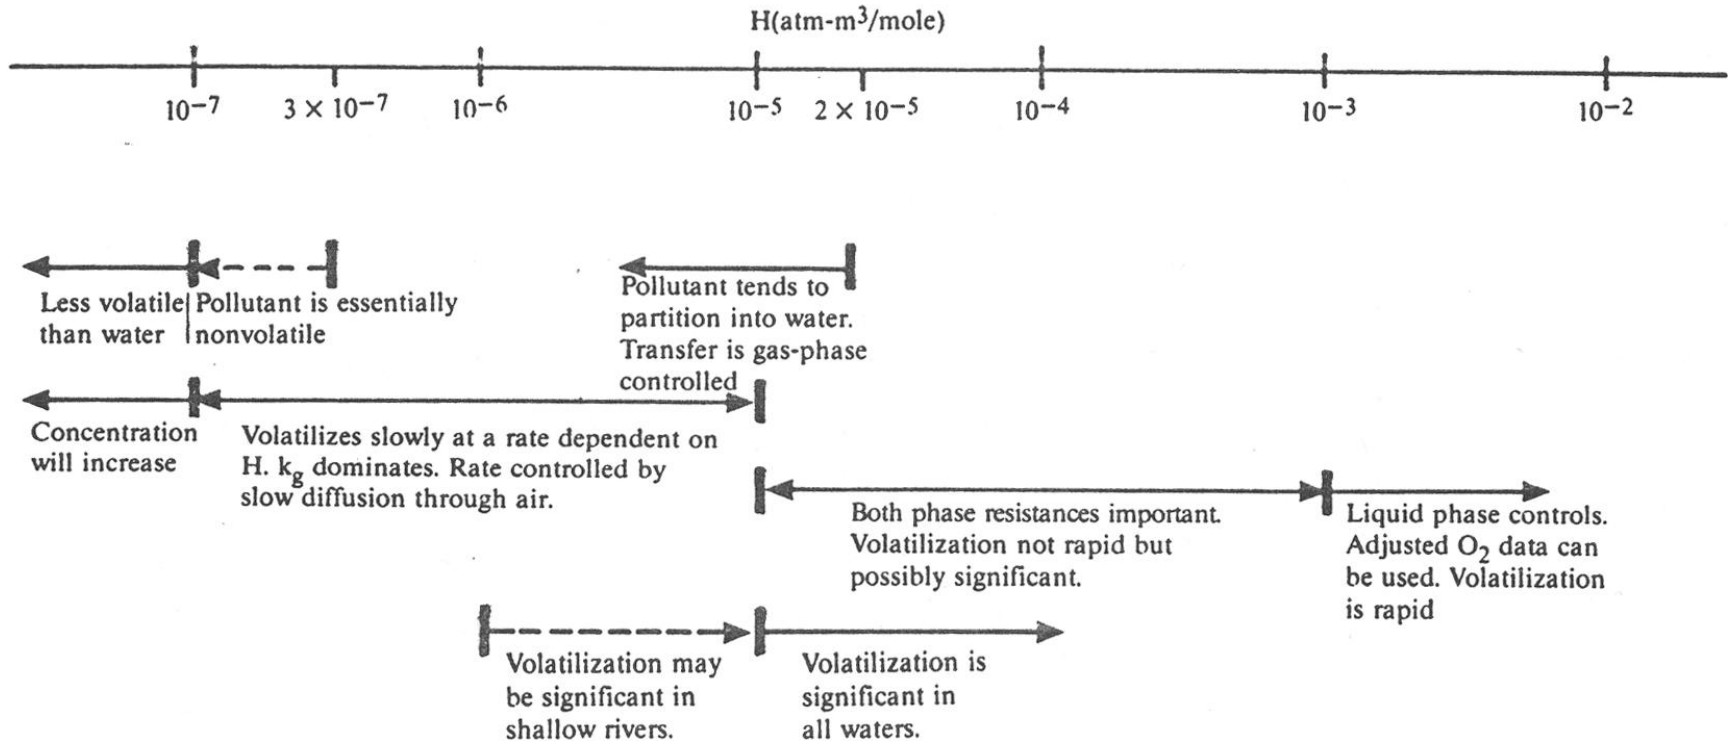 H(atm-m³/mole)
10⁻⁷ 3 × 10⁻⁷ 10⁻⁶ 10⁻⁵ 2 × 10⁻⁵ 10⁻⁴ 10⁻³ 10⁻²
Less volatile
than water
Pollutant is essentially
nonvolatile
Pollutant tends to
partition into water.
Transfer is gas-phase
controlled
Concentration
will increase
Volatilizes slowly at a rate dependent on
H. kg dominates. Rate controlled by
slow diffusion through air.
Both phase resistances important.
Volatilization not rapid but
possibly significant.
Liquid phase controls.
Adjusted O₂ data can
be used. Volatilization
is rapid
Volatilization may
be significant in
shallow rivers.
Volatilization is
significant in
all waters.